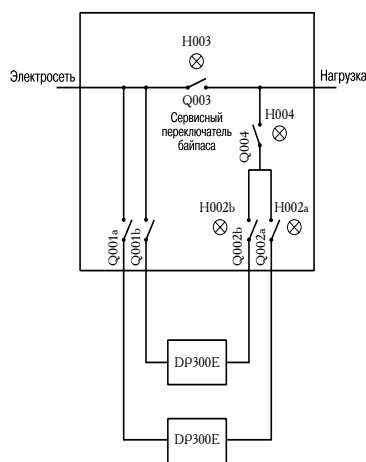 H003
Электросеть
Нагрузка
Q003
Сервисный
переключатель
байпаса
H004
Q004
H002b
H002a
Q001a
Q001b
Q002b
Q002a
DP300E
DP300E